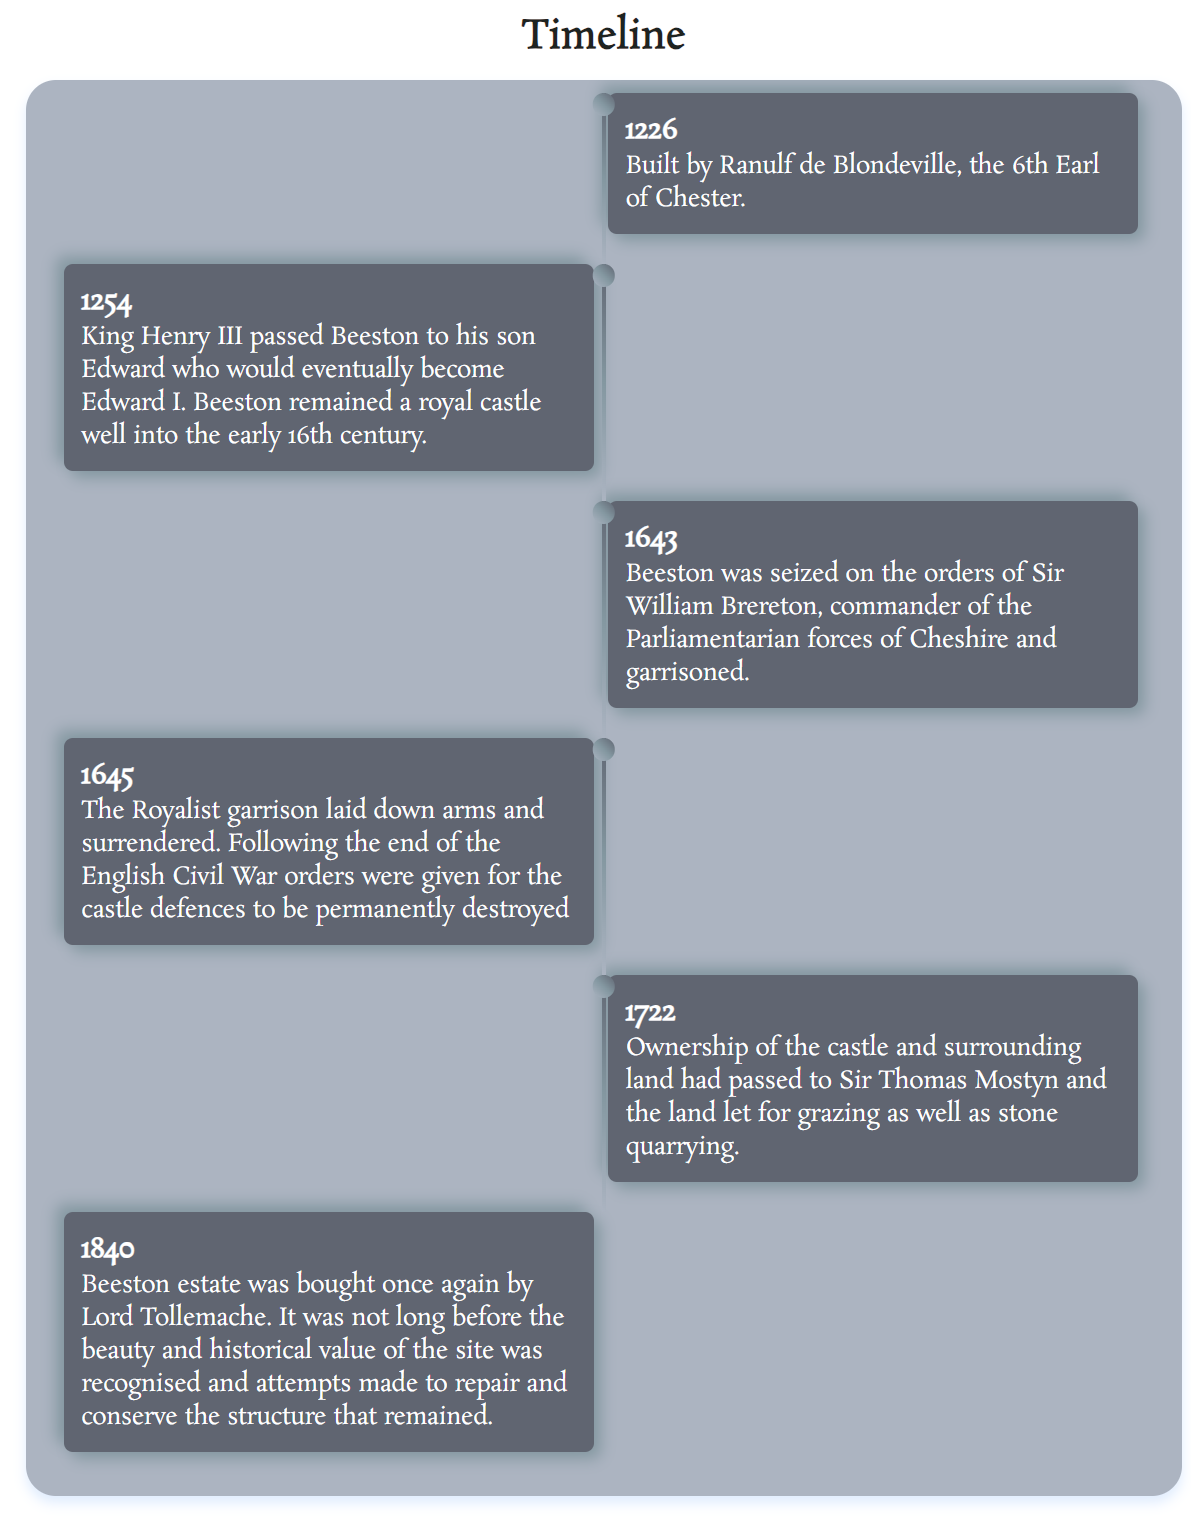 Timeline
1226
Built by Ranulf de Blondeville, the 6th Earl
of Chester.
1254
King Henry III passed Beeston to his son
Edward who would eventually become
Edward I. Beeston remained a royal castle
well into the early 16th century.
1643
Beeston was seized on the orders of Sir
William Brereton, commander of the
Parliamentarian forces of Cheshire and
garrisoned.
1645
The Royalist garrison laid down arms and
surrendered. Following the end of the
English Civil War orders were given for the
castle defences to be permanently destroyed
1722
Ownership of the castle and surrounding
land had passed to Sir Thomas Mostyn and
the land let for grazing as well as stone
quarrying.
1840
Beeston estate was bought once again by
Lord Tollemache. It was not long before the
beauty and historical value of the site was
recognised and attempts made to repair and
conserve the structure that remained.